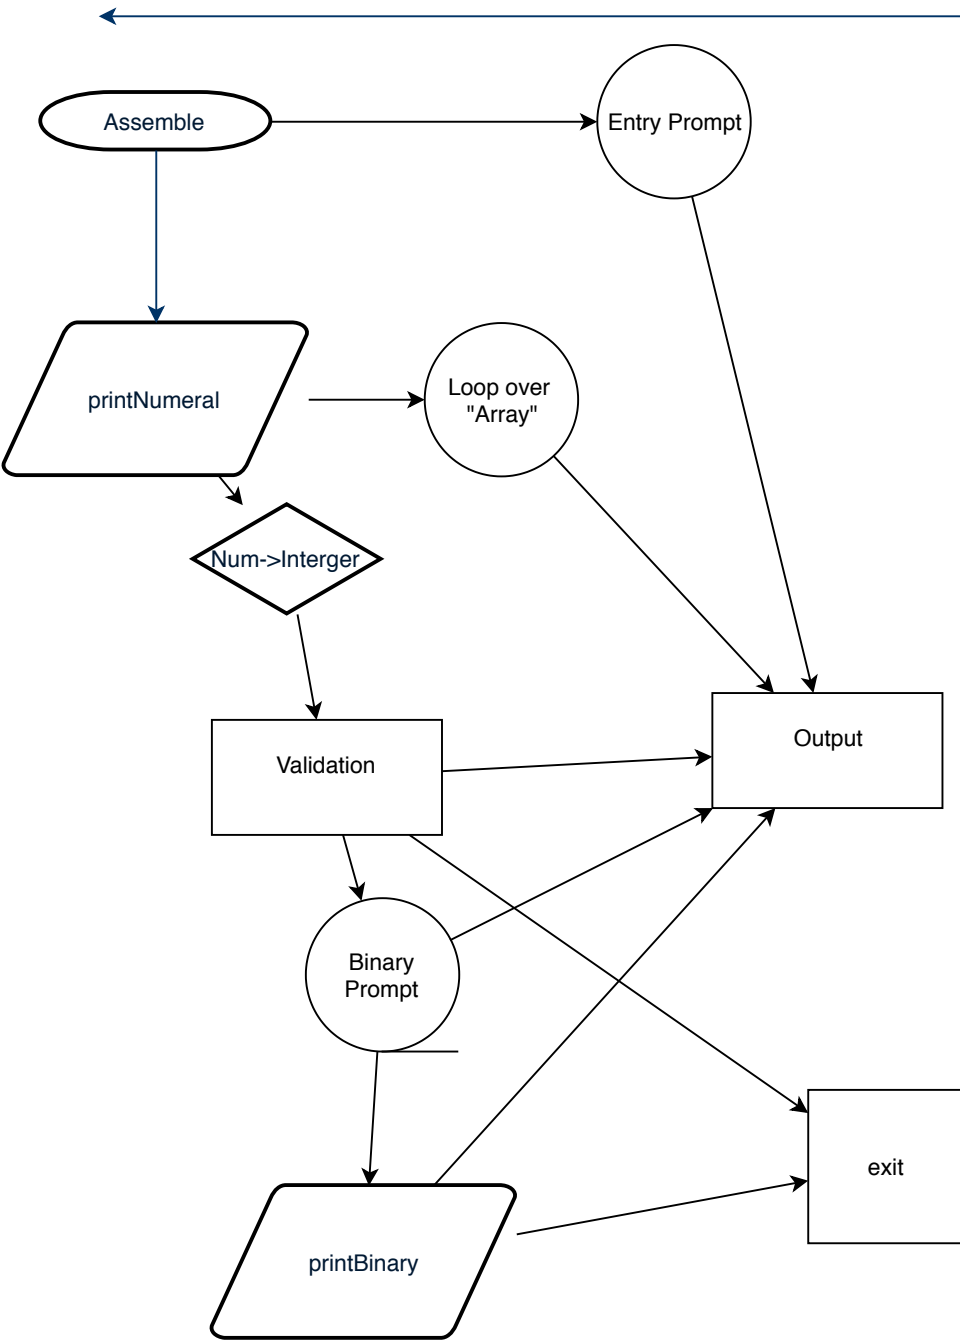 Assemble
Entry Prompt
printNumeral
Loop over
"Array"
Num->Interger
Validation
Output
Binary
Prompt
exit
printBinary